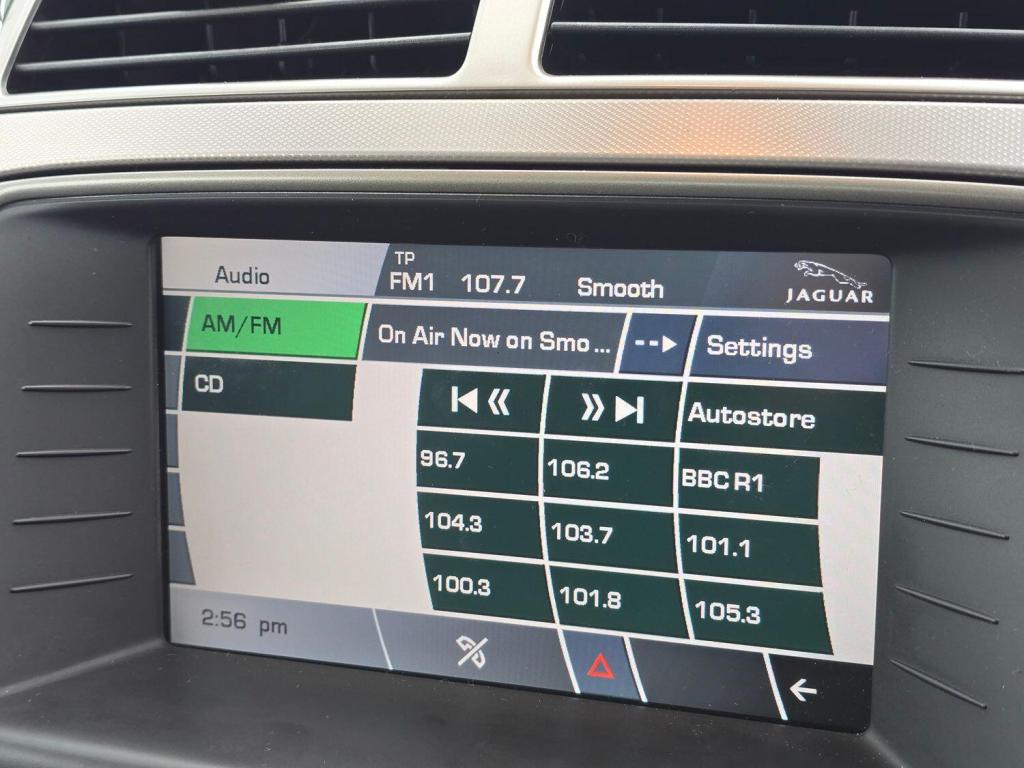 Audio
TP
FM1 107.7 Smooth
JAGUAR
AM/FM
On Air Now on Smo...
Settings
CD
Autostore
96.7
106.2
BBC R1
104.3
103.7
101.1
100.3
101.8
105.3
2:56 pm